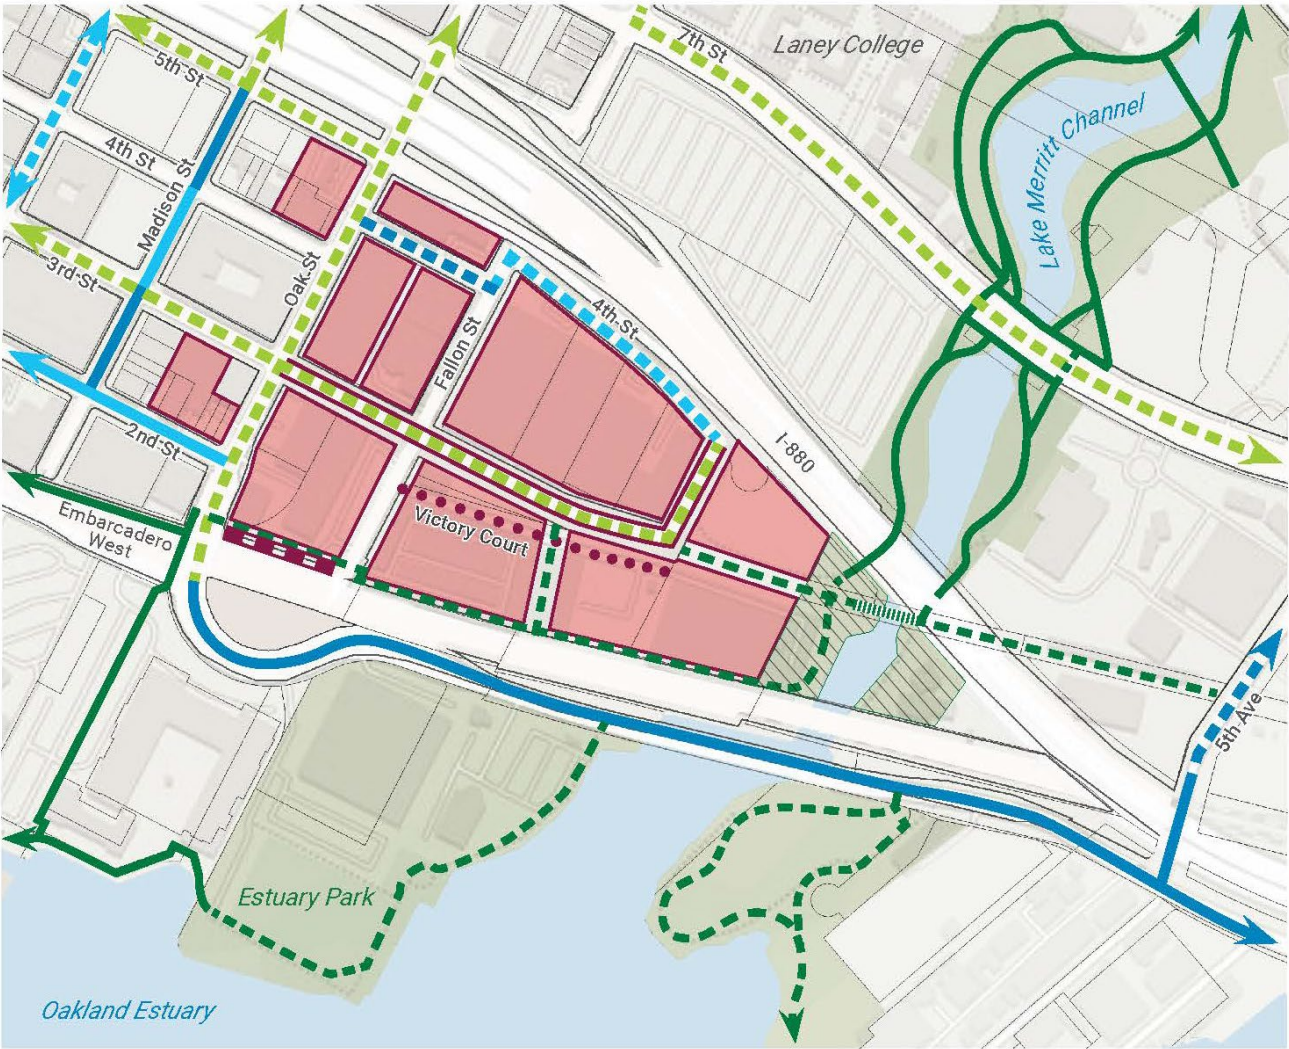 7th St
Laney College
5th St
4th St
Madison St
Lake Merritt Channel
3rd St
Oak St
4th St
Fallon St
2nd St
I-880
Victory Court
Embarcadero
West
5th Ave
Estuary Park
Oakland Estuary